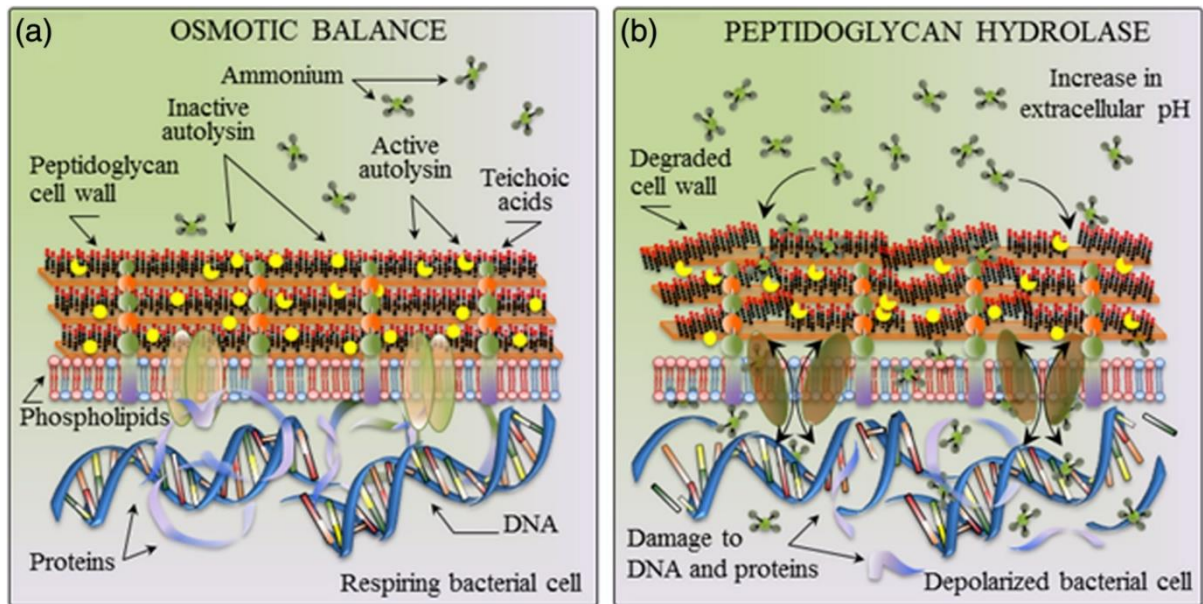 (a) OSMOTIC BALANCE
Ammonium
Inactive
autolysin
Active
autolysin
Peptidoglycan
cell wall
Teichoic
acids
Phospholipids
Proteins
DNA
Respiring bacterial cell
(b) PEPTIDOGLYCAN HYDROLASE
Increase in
extracellular pH
Degraded
cell wall
Damage to
DNA and proteins
Depolarized bacterial cell